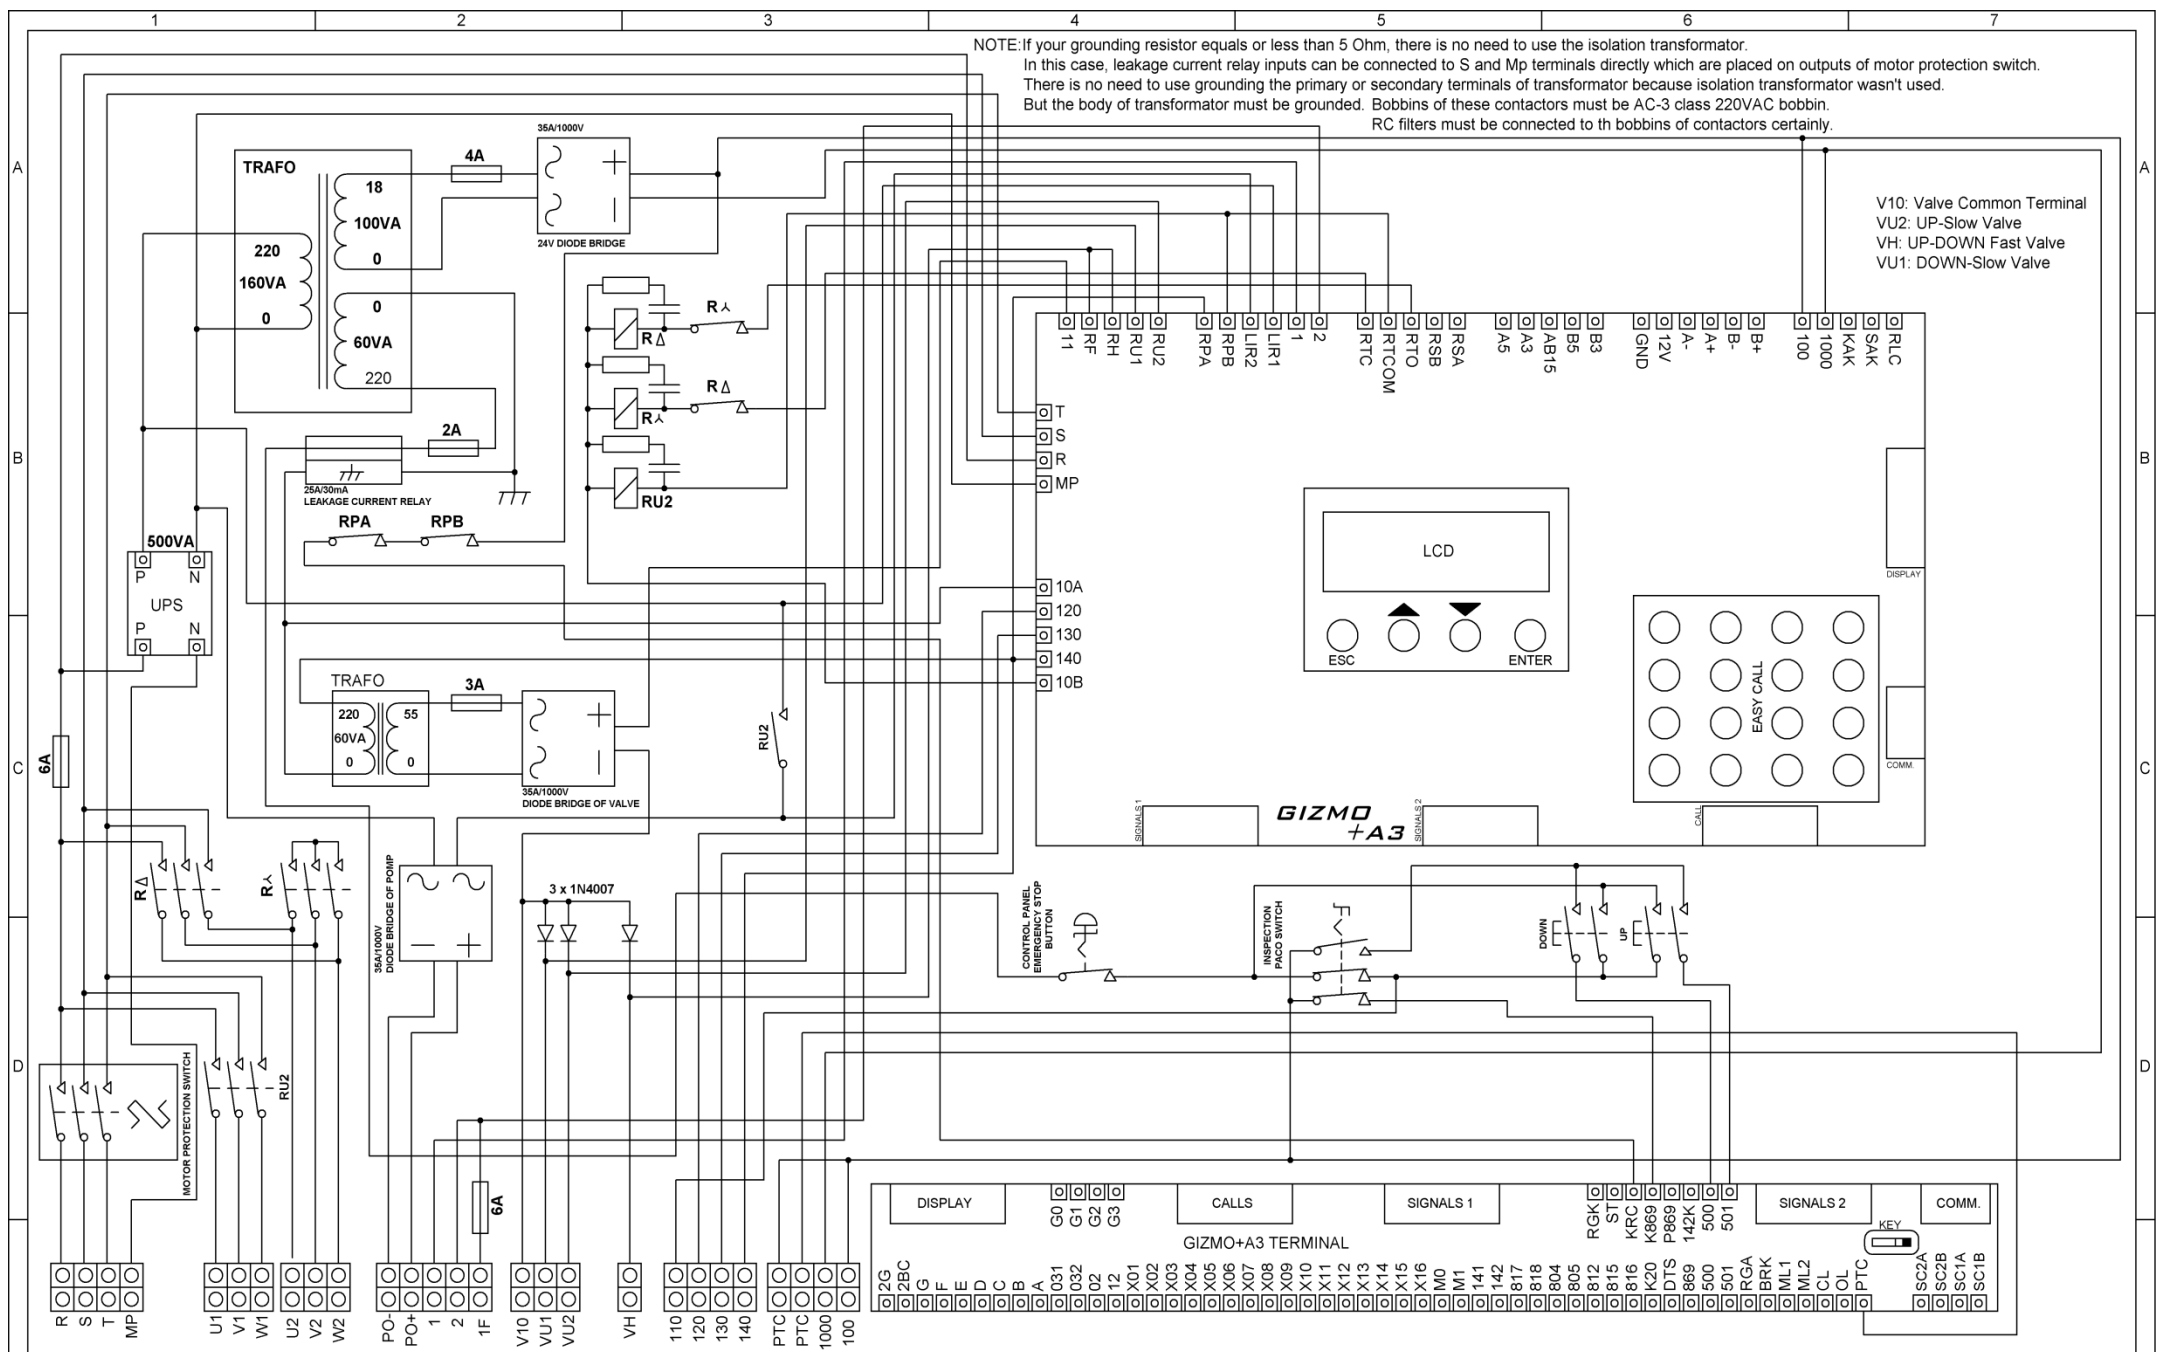 1 2 3 4 5 6 7
NOTE:If your grounding resistor equals or less than 5 Ohm, there is no need to use the isolation transformator.
In this case, leakage current relay inputs can be connected to S and Mp terminals directly which are placed on outputs of motor protection switch.
There is no need to use grounding the primary or secondary terminals of transformator because isolation transformator wasn't used.
But the body of transformator must be grounded. Bobbins of these contactors must be AC-3 class 220VAC bobbin.
RC filters must be connected to th bobbins of contactors certainly.
A
A
V10: Valve Common Terminal
VU2: UP-Slow Valve
VH: UP-DOWN Fast Valve
VU1: DOWN-Slow Valve
TRAFO
18
100VA
0
220
160VA
0
0
60VA
220
4A
35A/1000V
24V DIODE BRIDGE
R⅄
RΔ
RΔ
R⅄
RU2
11
RF
RH
RU1
RU2
RPA
RPB
LIR2
LIR1
1
2
RTC
RTCOM
RTO
RSB
RSA
A5
A3
AB15
B5
B3
GND
12V
A-
A+
B-
B+
100
1000
KAK
SAK
RLC
B
B
T
S
R
MP
2A
25A/30mA
LEAKAGE CURRENT RELAY
RPA
RPB
LCD
ESC
ENTER
DISPLAY
500VA
P
N
UPS
P
N
10A
120
130
140
10B
EASY CALL
COMM.
C
C
6A
TRAFO
220
60VA
0
55
0
3A
35A/1000V
DIODE BRIDGE OF VALVE
RU2
SIGNALS 1
GIZMO
+A3
SIGNALS 2
CALL
RΔ
R⅄
35A/1000V
DIODE BRIDGE OF POMP
3 x 1N4007
CONTROL PANEL
EMERGENCY STOP
BUTTON
INSPECTION
PACO SWITCH
DOWN
UP
D
D
MOTOR PROTECTION SWITCH
RU2
6A
DISPLAY
G0
G1
G2
G3
CALLS
SIGNALS 1
RGK
ST
KRC
K869
P869
142K
500
501
SIGNALS 2
COMM.
GIZMO+A3 TERMINAL
KEY
2G
2BC
G
F
E
D
C
B
A
031
032
02
12
X01
X02
X03
X04
X05
X06
X07
X08
X09
X10
X11
X12
X13
X14
X15
X16
M0
M1
141
142
817
818
804
805
812
815
816
K20
DTS
869
500
501
RGA
BRK
ML1
ML2
CL
OL
PTC
SC2A
SC2B
SC1A
SC1B
R
S
T
MP
U1
V1
W1
U2
V2
W2
PO-
PO+
1
2
1F
V10
VU1
VU2
VH
110
120
130
140
PTC
PTC
1000
100